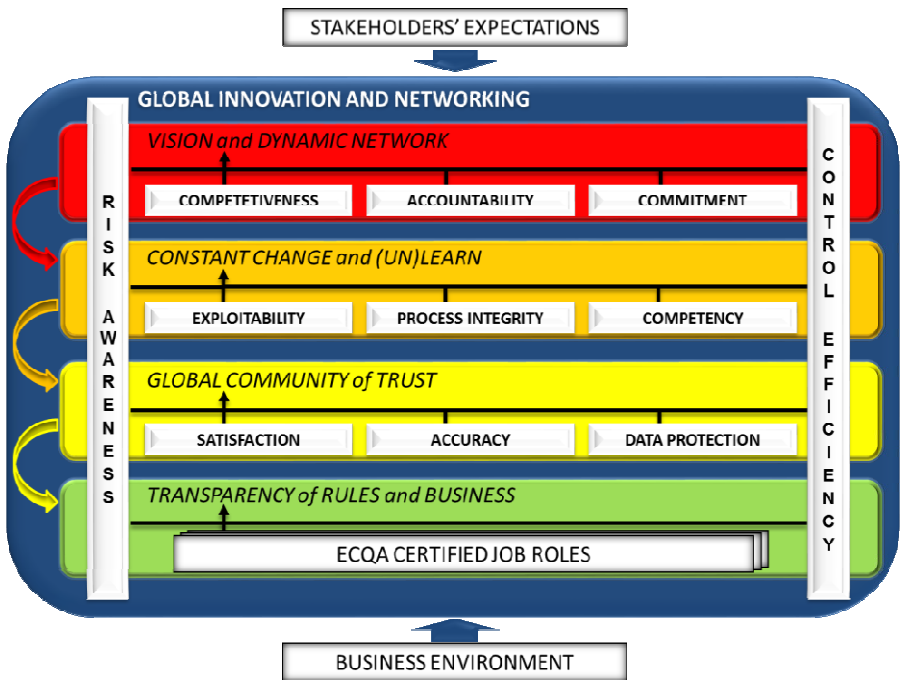 STAKEHOLDERS' EXPECTATIONS
GLOBAL INNOVATION AND NETWORKING
RISK AWARENESS
CONTROL EFFICIENCY
VISION and DYNAMIC NETWORK
COMPETETIVENESS
ACCOUNTABILITY
COMMITMENT
CONSTANT CHANGE and (UN)LEARN
EXPLOITABILITY
PROCESS INTEGRITY
COMPETENCY
GLOBAL COMMUNITY of TRUST
SATISFACTION
ACCURACY
DATA PROTECTION
TRANSPARENCY of RULES and BUSINESS
ECQA CERTIFIED JOB ROLES
BUSINESS ENVIRONMENT